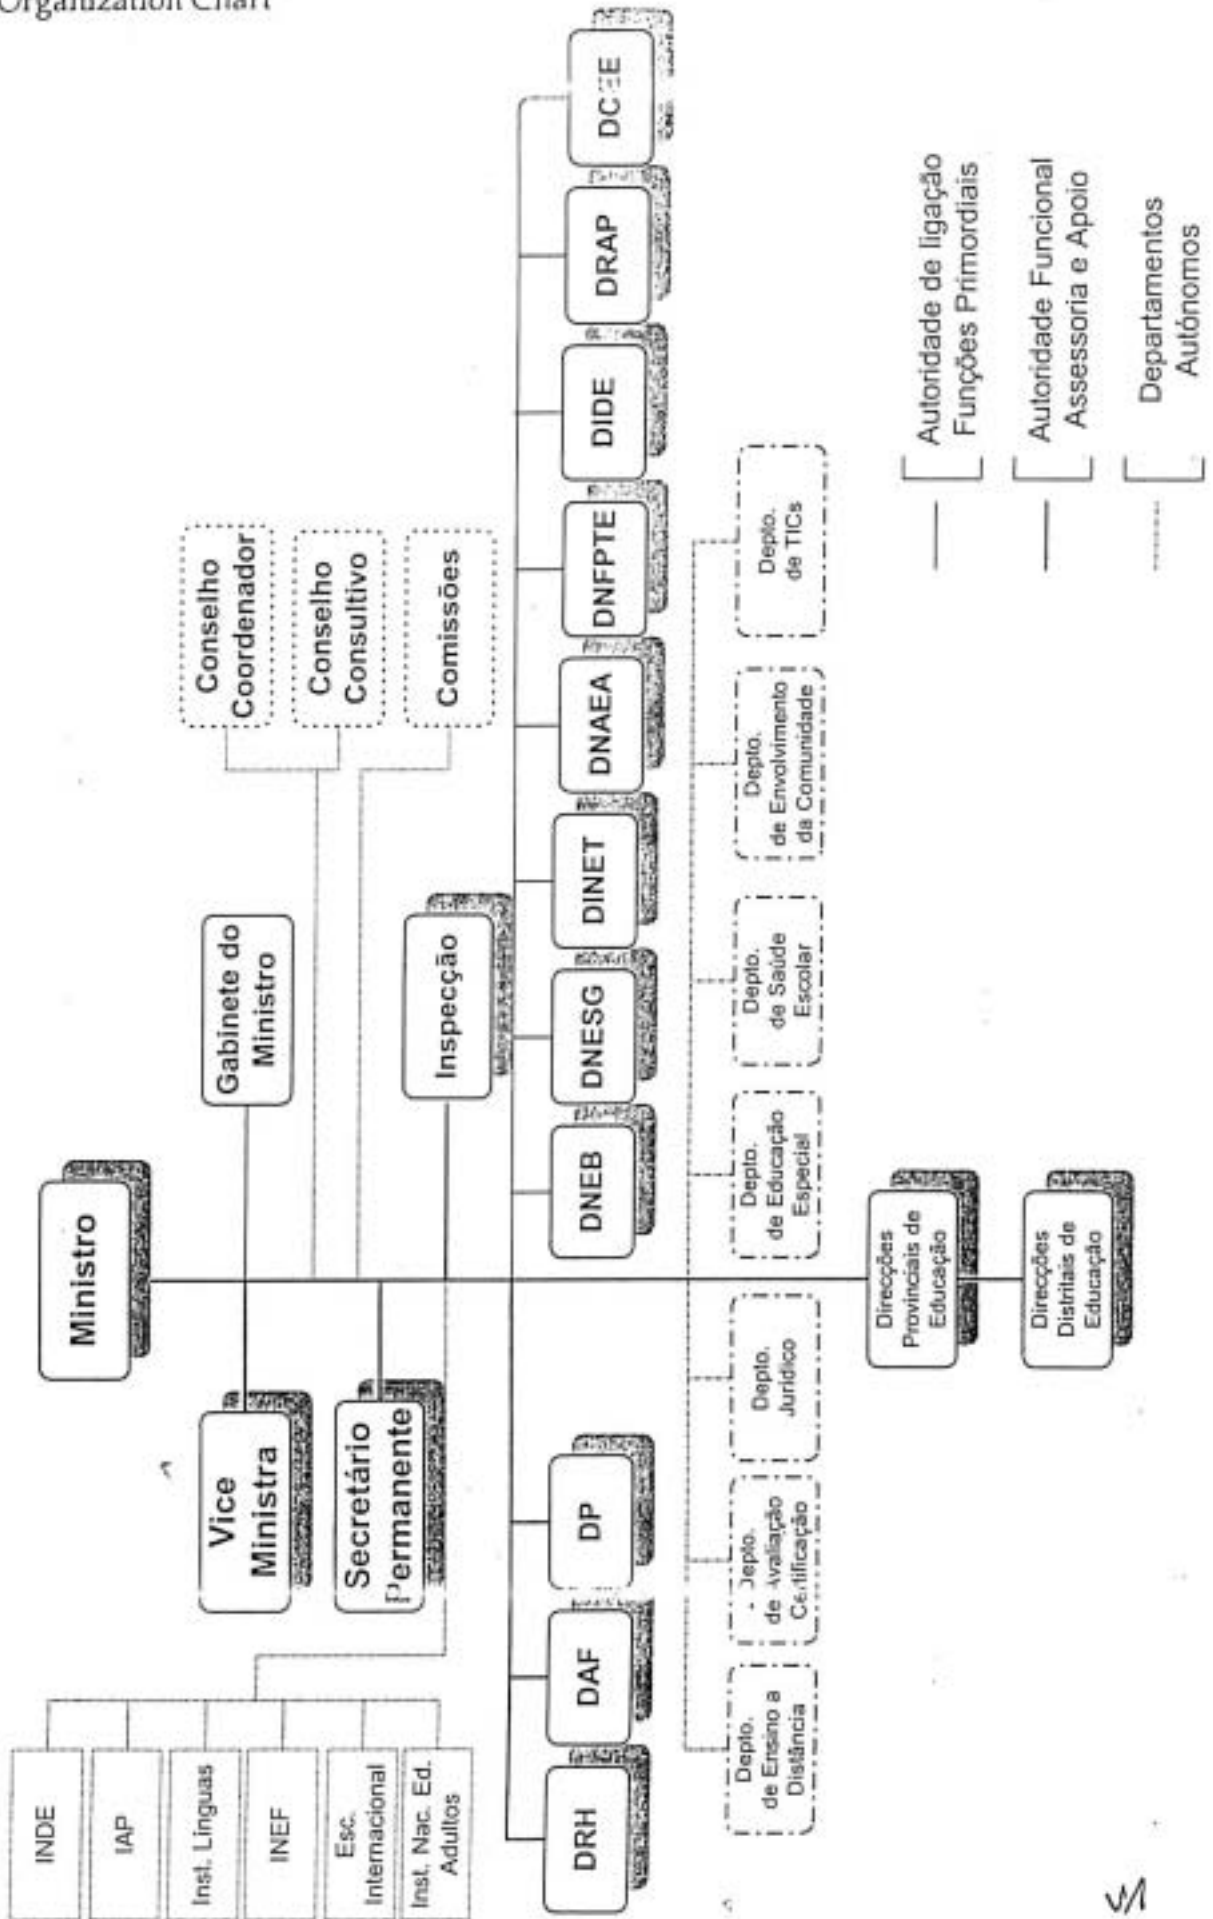 Organization Chart
Ministro
Vice
Ministra
Gabinete do
Ministro
Secretário
Permanente
Conselho
Coordenador
Conselho
Consultivo
Comissões
Inspecção
INDE
IAP
Inst. Línguas
INEF
Esc.
Internacional
Inst. Nac. Ed.
Adultos
DRH
DAF
DP
DNEB
DNESG
DINET
DNAEA
DNFPTE
DIDE
DRAP
Depto.
de Ensino a
Distância
Depto.
de Avaliação
Certificação
Depto.
Jurídico
Depto.
de Educação
Especial
Depto.
de Saúde
Escolar
Depto.
de Envolvimento
da Comunidade
Depto.
de TICs
Direcções
Provinciais de
Educação
Direcções
Distritais de
Educação
Autoridade de ligação
Funções Primordiais
Autoridade Funcional
Assessoria e Apoio
Departamentos
Autónomos